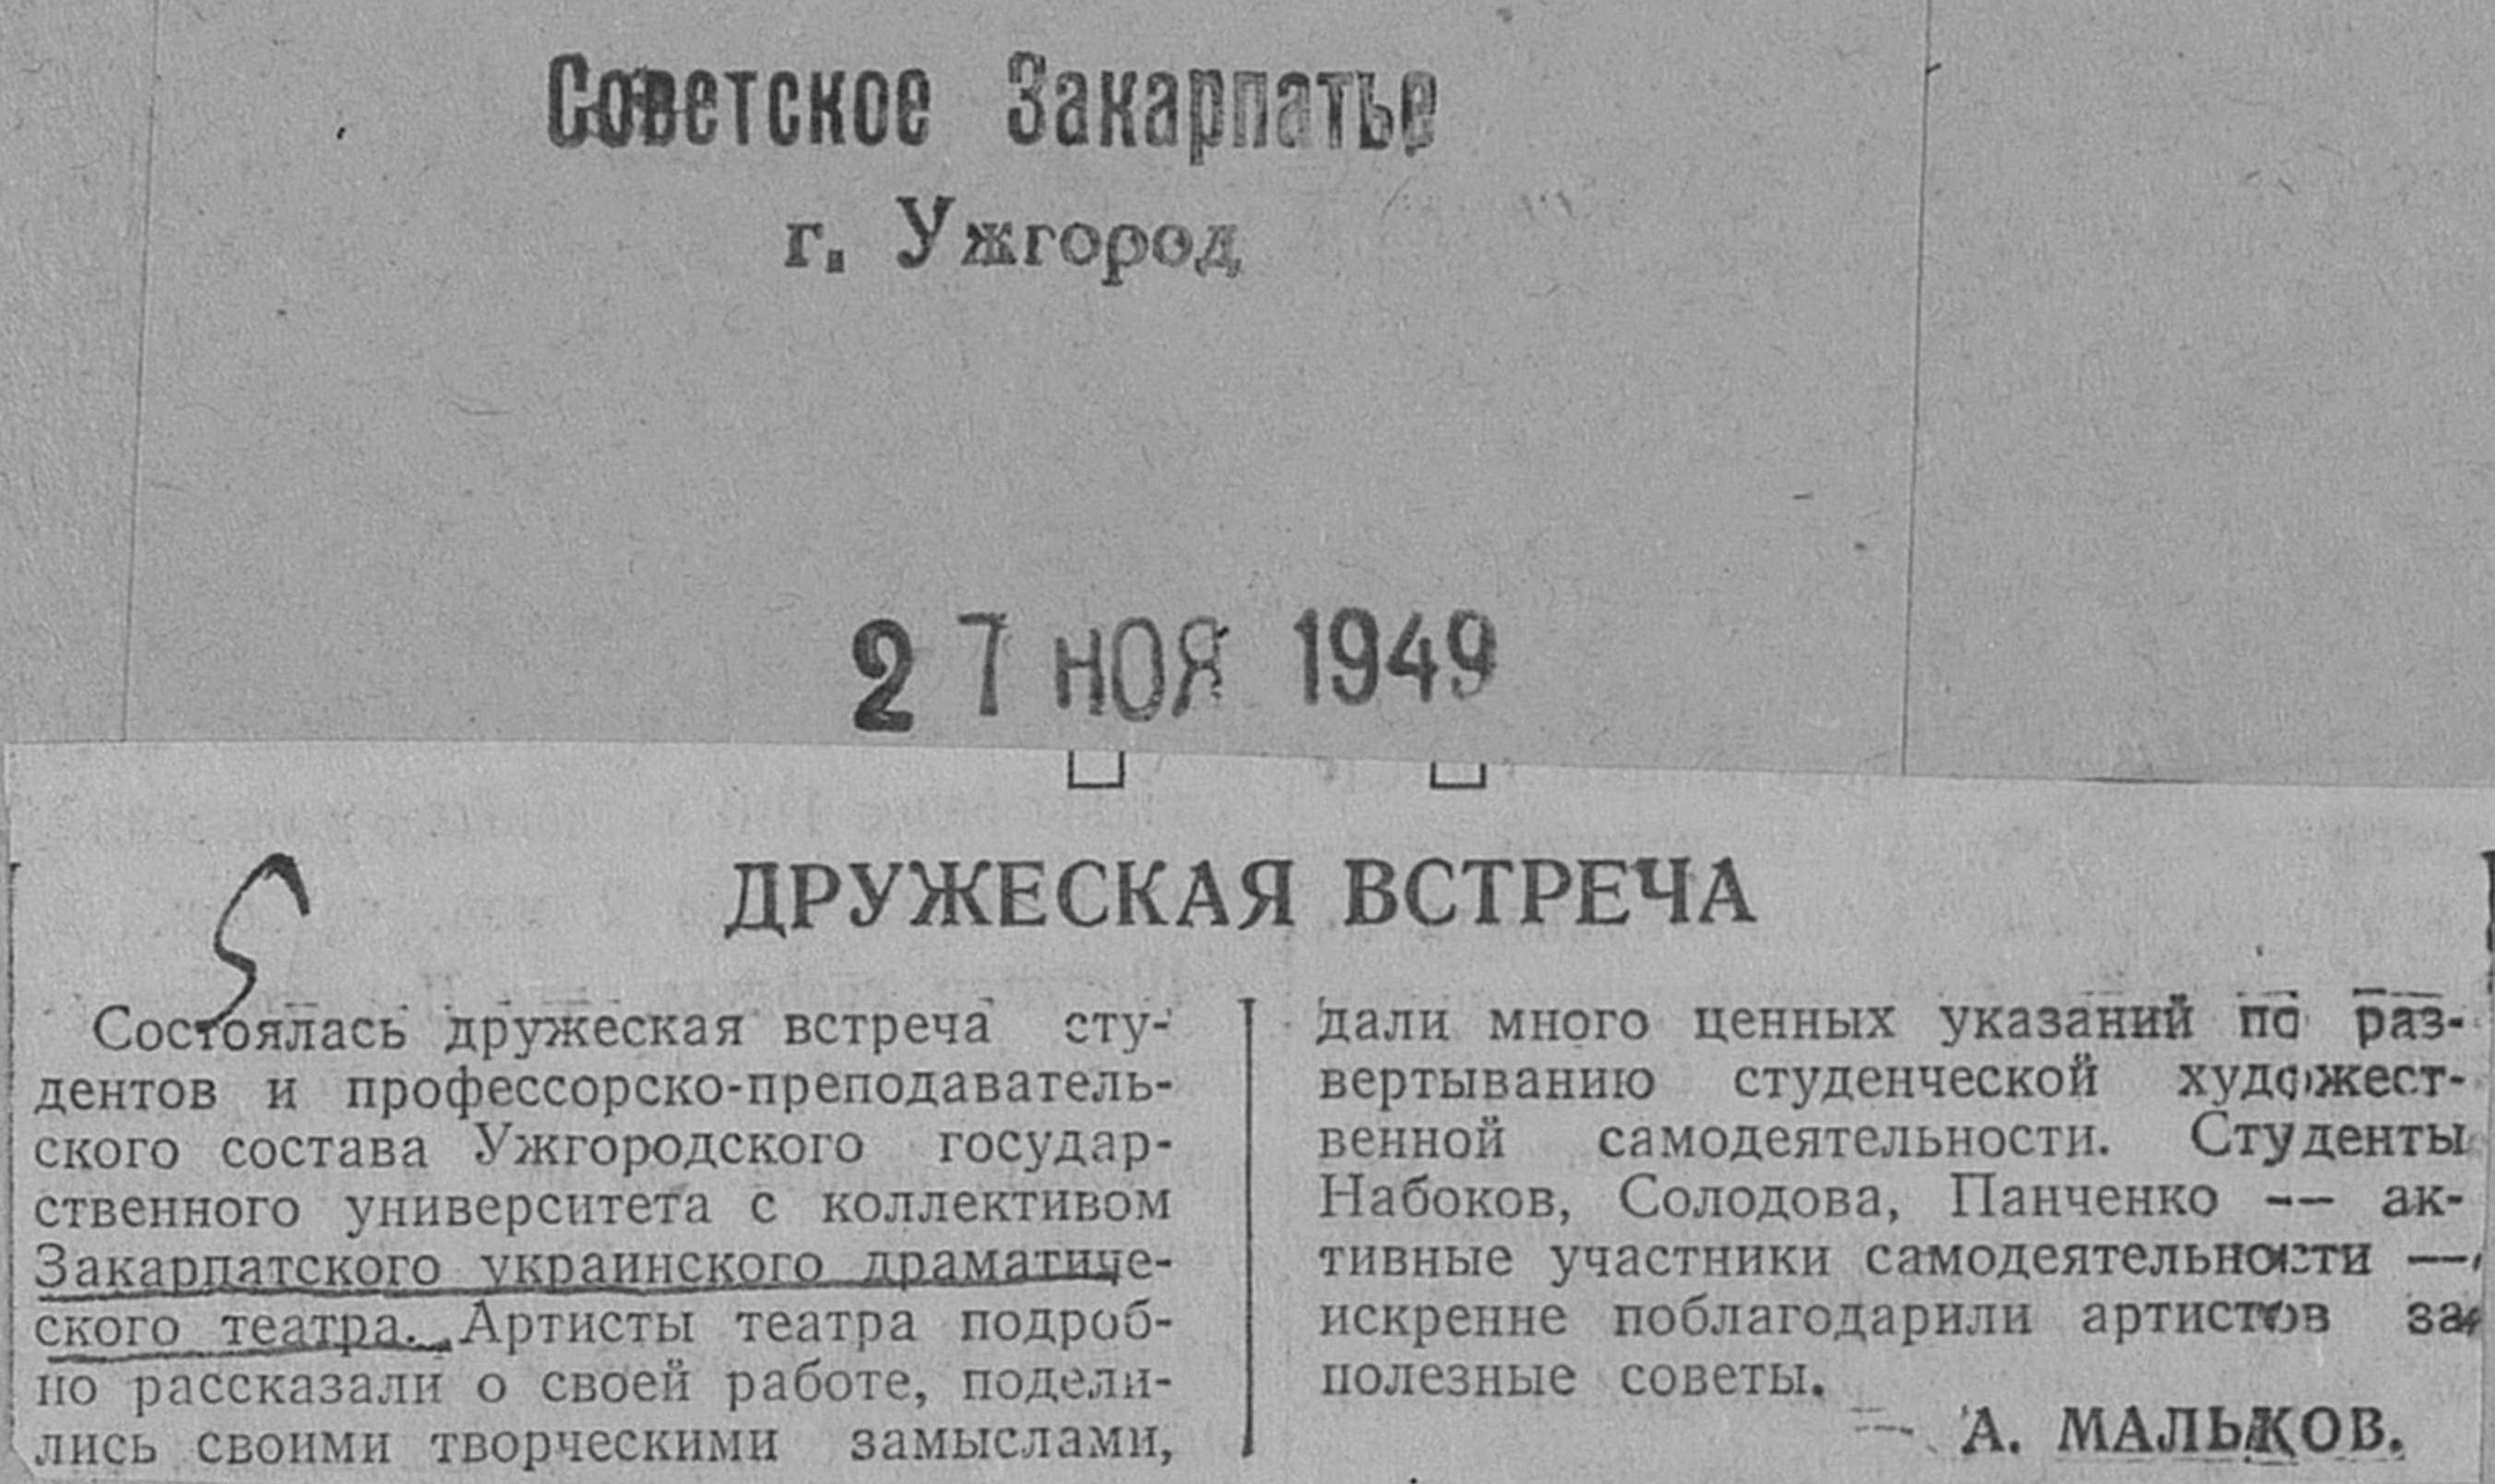 Советское Закарпатье
г. Ужгород
27 НОЯ 1949
ДРУЖЕСКАЯ ВСТРЕЧА
Состоялась дружеская встреча сту-
дентов и профессорско-преподаватель-
ского состава Ужгородского государ-
ственного университета с коллективом
Закарпатского украинского драматиче-
ского театра. Артисты театра подроб-
но рассказали о своей работе, подели-
лись своими творческими замыслами,
дали много ценных указаний по раз-
вертыванию студенческой художест-
венной самодеятельности. Студенты
Набоков, Солодова, Панченко — ак-
тивные участники самодеятельности —
искренне поблагодарили артистов за
полезные советы.
А. МАЛЬКОВ.